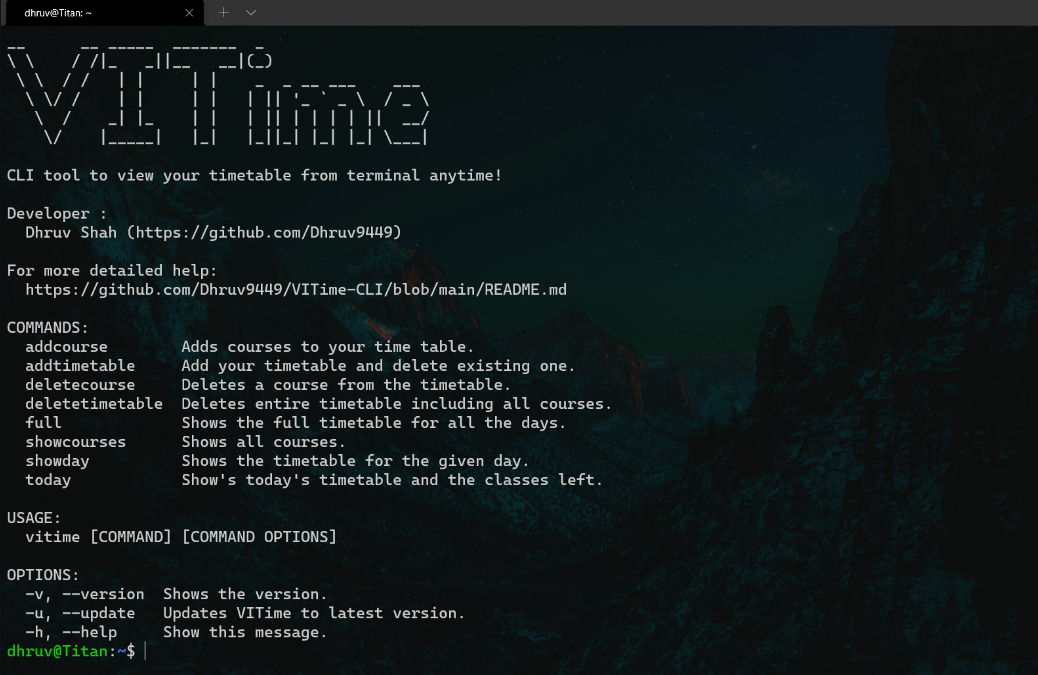 dhruv@Titan: ~
VITime
CLI tool to view your timetable from terminal anytime!
Developer :
Dhruv Shah (https://github.com/Dhruv9449)
For more detailed help:
https://github.com/Dhruv9449/VITime-CLI/blob/main/README.md
COMMANDS:
addcourse Adds courses to your time table.
addtimetable Add your timetable and delete existing one.
deletecourse Deletes a course from the timetable.
deletetimetable Deletes entire timetable including all courses.
full Shows the full timetable for all the days.
showcourses Shows all courses.
showday Shows the timetable for the given day.
today Show's today's timetable and the classes left.
USAGE:
vitime [COMMAND] [COMMAND OPTIONS]
OPTIONS:
-v, --version Shows the version.
-u, --update Updates VITime to latest version.
-h, --help Show this message.
dhruv@Titan:~$